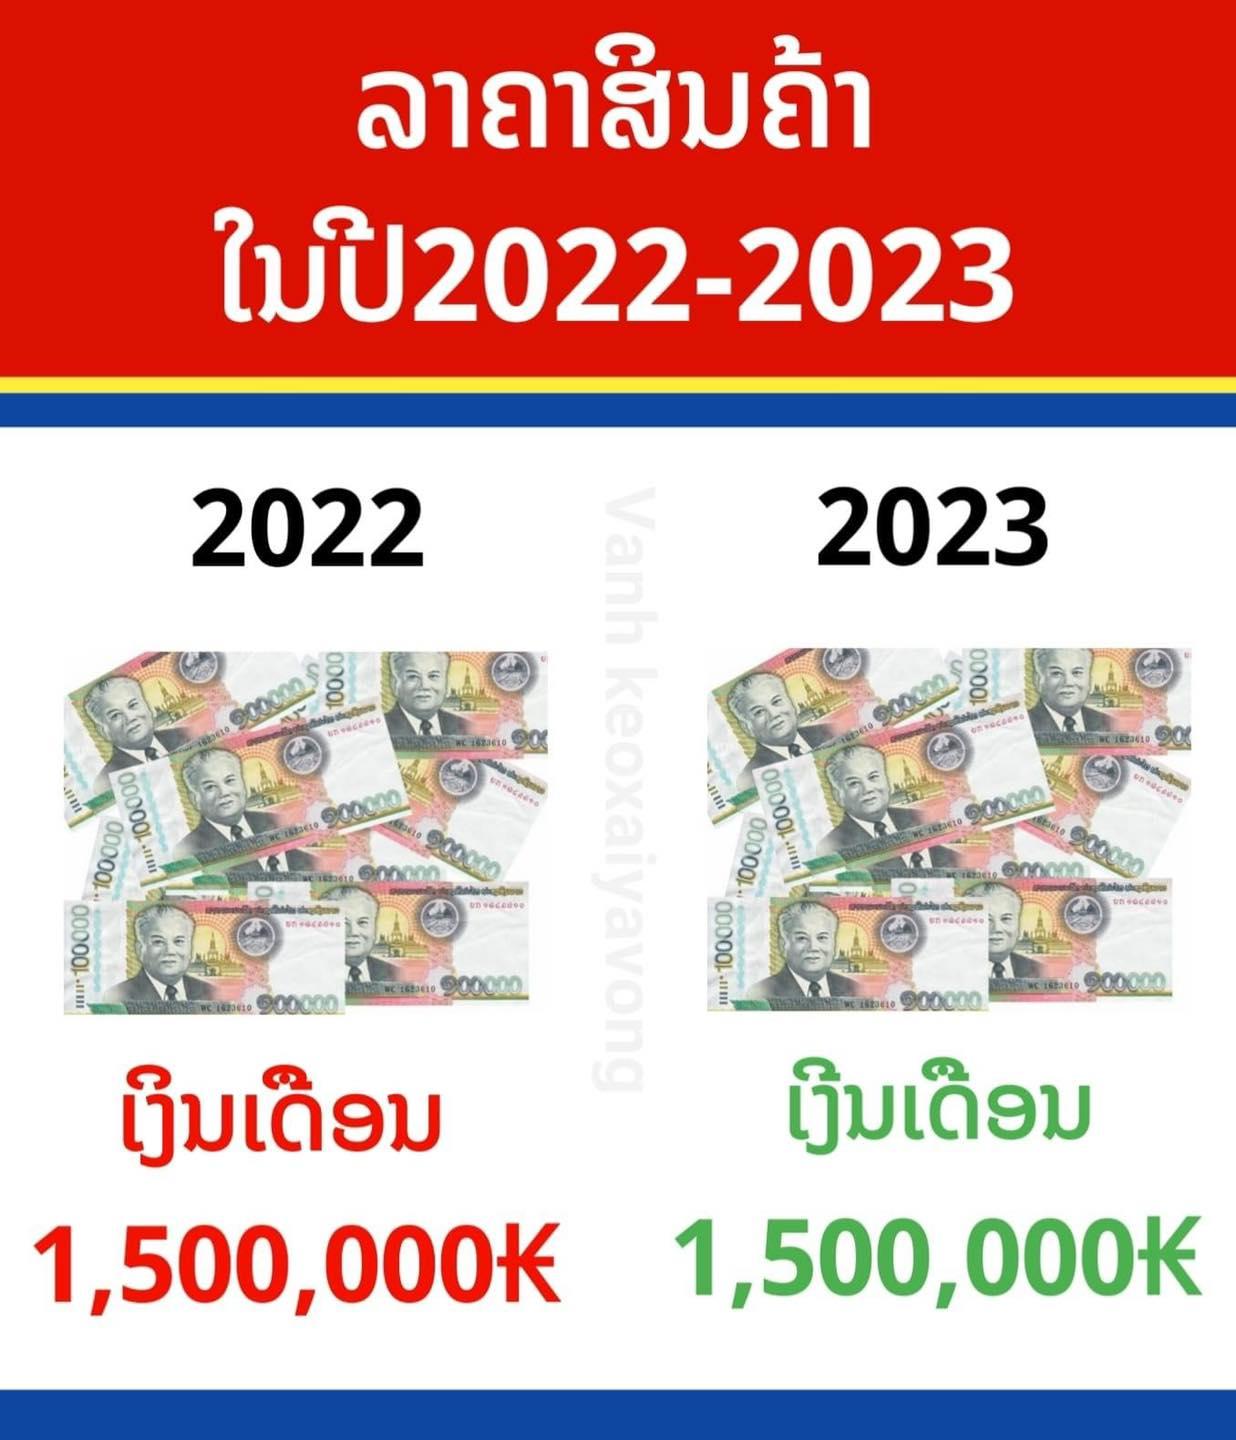 ລາຄາສິນຄ້າ
ໃນປີ2022-2023
2022
2023
Vanh keoxaiyavong
ເງິນເດືອນ
1,500,000₭
ເງີນເດືອນ
1,500,000₭